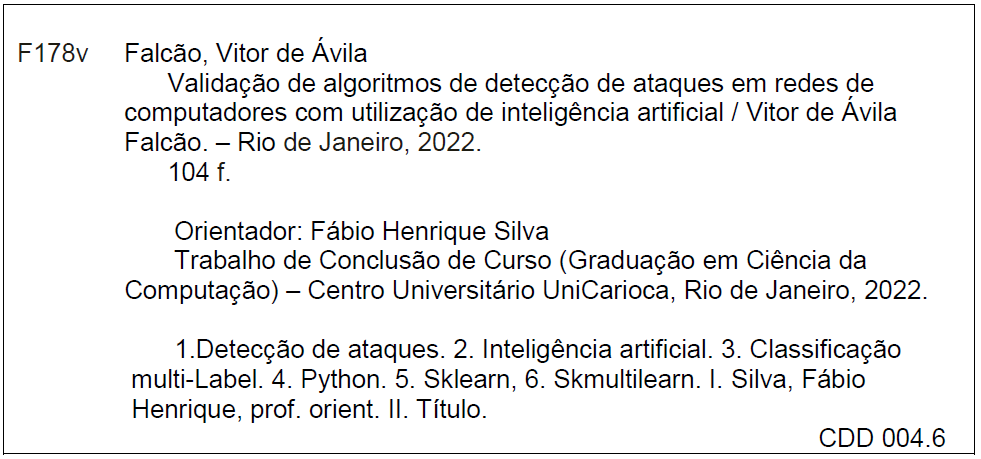 F178v Falcão, Vitor de Ávila
Validação de algoritmos de detecção de ataques em redes de
computadores com utilização de inteligência artificial / Vitor de Ávila
Falcão. – Rio de Janeiro, 2022.
104 f.
Orientador: Fábio Henrique Silva
Trabalho de Conclusão de Curso (Graduação em Ciência da
Computação) – Centro Universitário UniCarioca, Rio de Janeiro, 2022.
1.Detecção de ataques. 2. Inteligência artificial. 3. Classificação
multi-Label. 4. Python. 5. Sklearn, 6. Skmultilearn. I. Silva, Fábio
Henrique, prof. orient. II. Título.
CDD 004.6